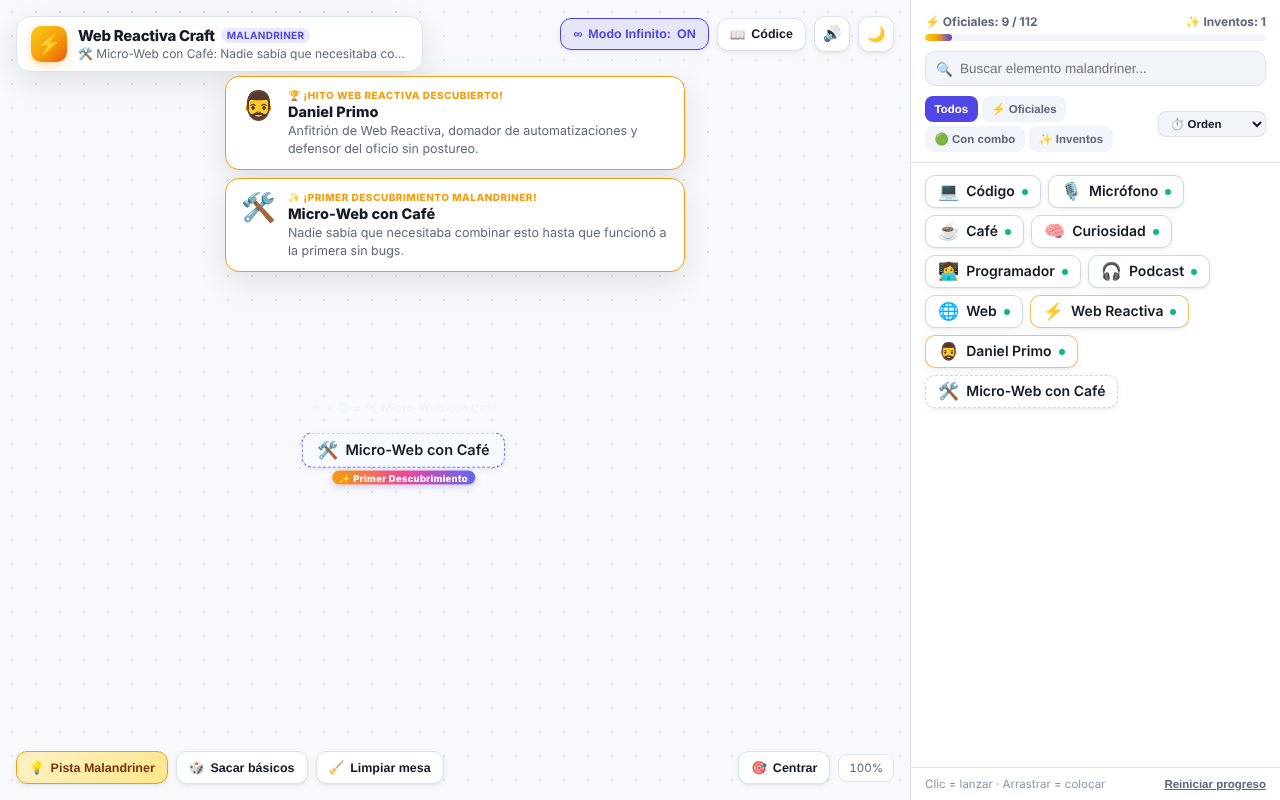 Web Reactiva Craft MALANDRINER
🛠️ Micro-Web con Café: Nadie sabía que necesitaba co...
∞ Modo Infinito: ON
📖 Códice
🏆 ¡HITO WEB REACTIVA DESCUBIERTO!
Daniel Primo
Anfitrión de Web Reactiva, domador de automatizaciones y
defensor del oficio sin postureo.
✨ ¡PRIMER DESCUBRIMIENTO MALANDRINER!
Micro-Web con Café
Nadie sabía que necesitaba combinar esto hasta que funcionó a
la primera sin bugs.
🛠️ Micro-Web con Café
✨ Primer Descubrimiento
💡 Pista Malandriner
🎲 Sacar básicos
🧹 Limpiar mesa
🎯 Centrar
100%
⚡ Oficiales: 9 / 112
✨ Inventos: 1
🔍 Buscar elemento malandriner...
Todos
⚡ Oficiales
🟢 Con combo
✨ Inventos
⏱️ Orden
💻 Código
🎙️ Micrófono
☕ Café
🧠 Curiosidad
👩‍💻 Programador
🎧 Podcast
🌐 Web
⚡ Web Reactiva
🧔 Daniel Primo
🛠️ Micro-Web con Café
Clic = lanzar · Arrastrar = colocar
Reiniciar progreso